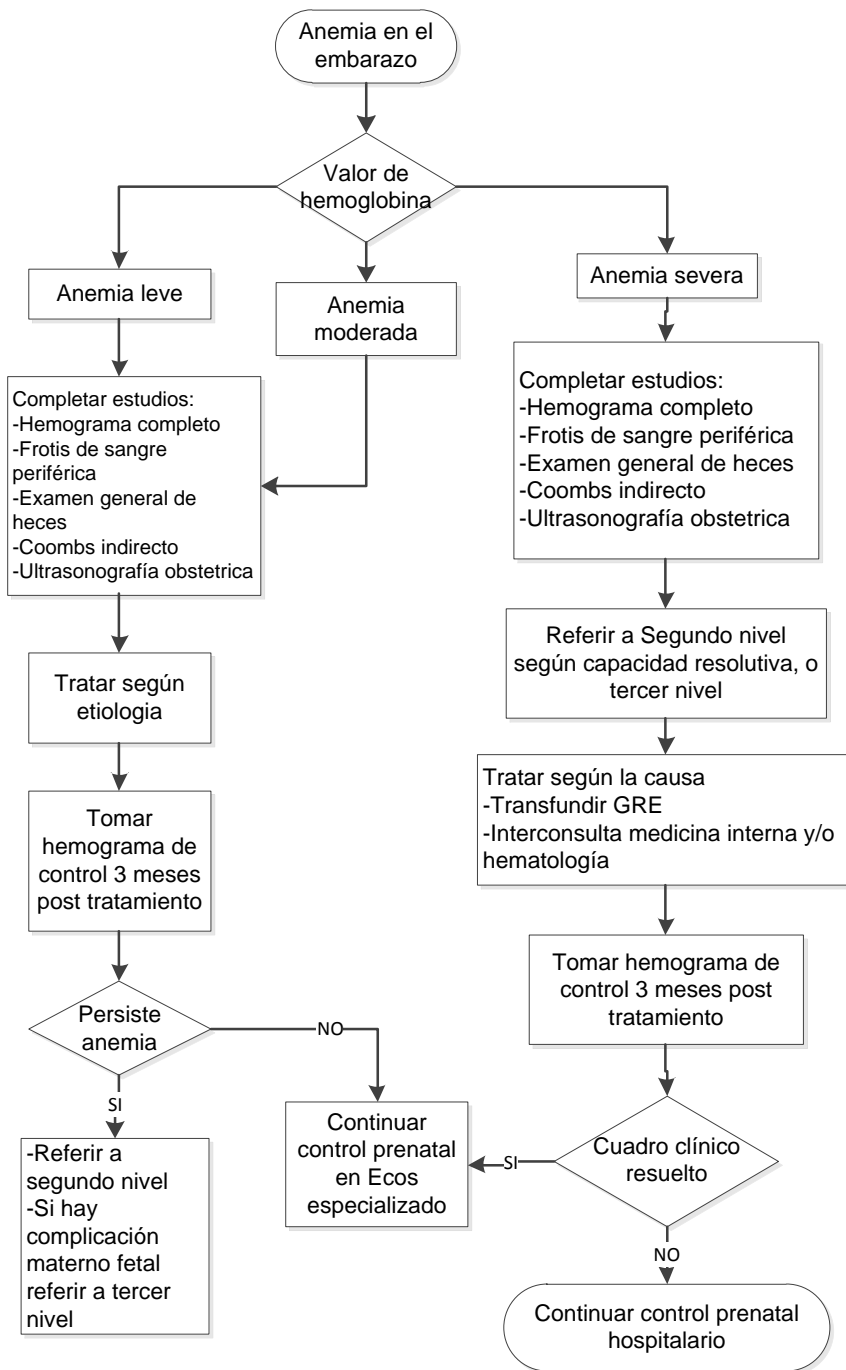 Anemia en el
embarazo
Valor de
hemoglobina
Anemia leve
Anemia
moderada
Anemia severa
Completar estudios:
-Hemograma completo
-Frotis de sangre
periférica
-Examen general de
heces
-Coombs indirecto
-Ultrasonografía obstetrica
Completar estudios:
-Hemograma completo
-Frotis de sangre periférica
-Examen general de heces
-Coombs indirecto
-Ultrasonografía obstetrica
Tratar según
etiologia
Referir a Segundo nivel
según capacidad resolutiva, o
tercer nivel
Tomar
hemograma de
control 3 meses
post tratamiento
Tratar según la causa
-Transfundir GRE
-Interconsulta medicina interna y/o
hematología
Tomar hemograma de
control 3 meses post
tratamiento
Persiste
anemia
NO
SI
-Referir a
segundo nivel
-Si hay
complicación
materno fetal
referir a tercer
nivel
Continuar
control prenatal
en Ecos
especializado
SI
Cuadro clínico
resuelto
NO
Continuar control prenatal
hospitalario